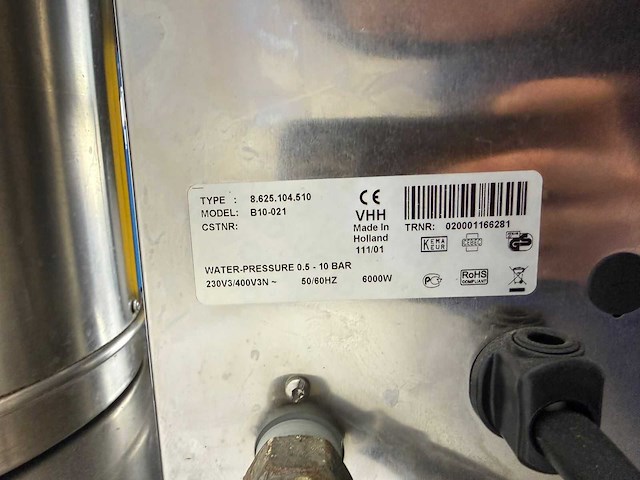 TYPE : 8.625.104.510
MODEL: B10-021
CSTNR:
CE
VHH
Made In
Holland
111/01
TRNR: 020001166281
KEMA
EUR
WATER-PRESSURE 0.5 - 10 BAR
230V3/400V3N ~ 50/60HZ 6000W
RoHS
COMPLIANT